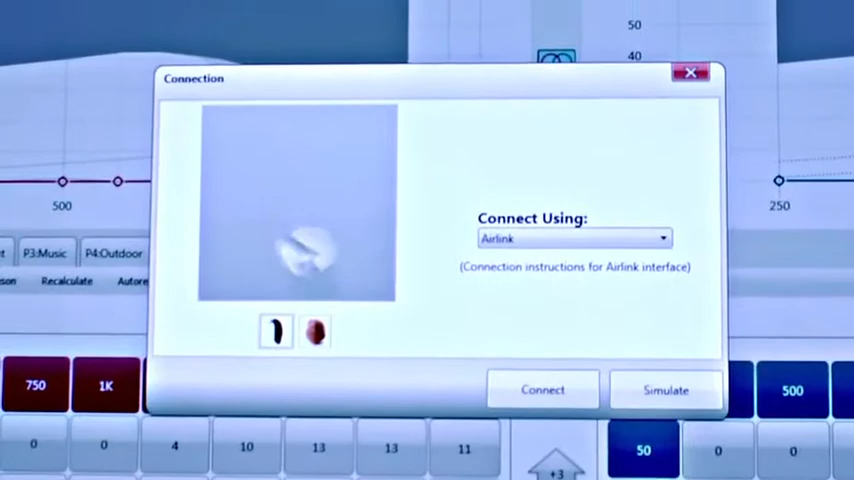 50
40
Connection
500
250
Connect Using:
Airlink
(Connection instructions for Airlink interface)
P3:Music
P4:Outdoor
Recalculate
Connect
Simulate
750
1K
500
0
0
4
10
13
13
11
50
0
0
+3